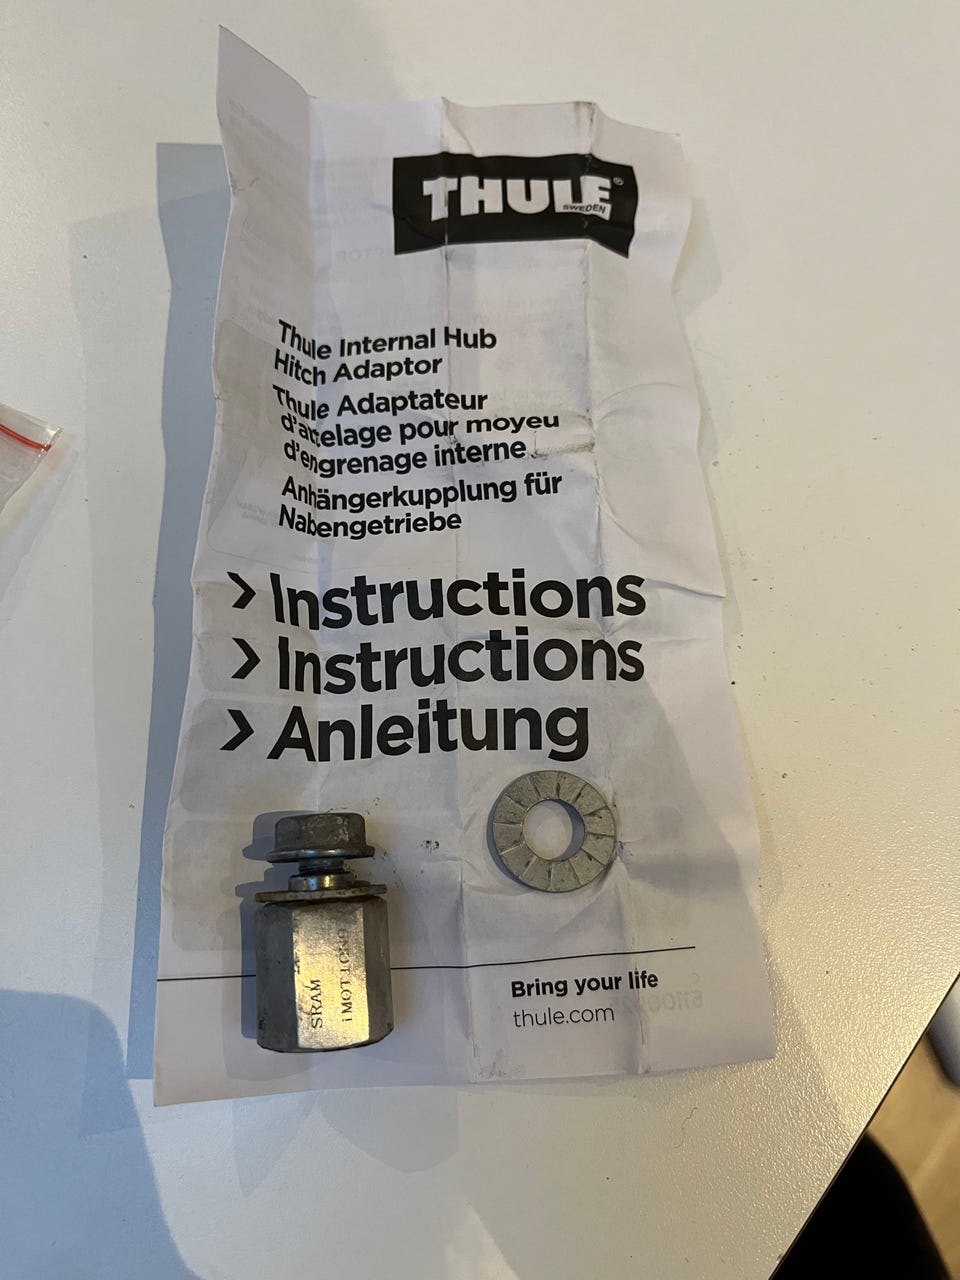 THULE®
SWEDEN
Thule Internal Hub
Hitch Adaptor
Thule Adaptateur
d'attelage pour moyeu
d'engrenage interne
Anhängerkupplung für
Nabengetriebe
> Instructions
> Instructions
> Anleitung
SRAM
iMOTION9
Bring your life
thule.com